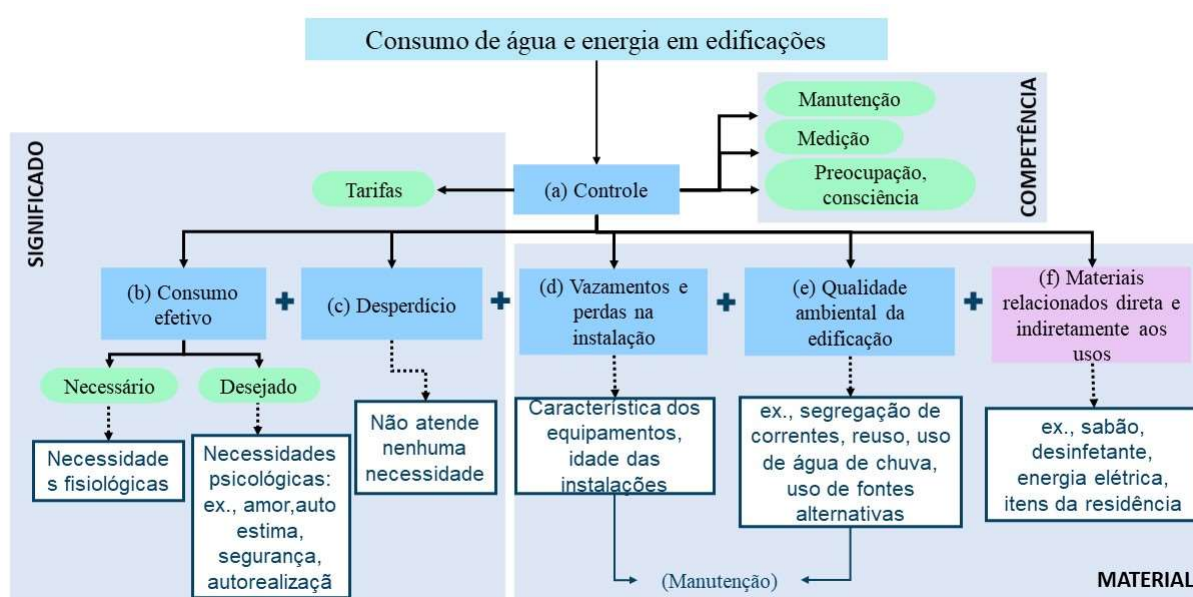 Consumo de água e energia em edificações
COMPETÊNCIA
Manutenção
Medição
Preocupação,
consciência
SIGNIFICADO
Tarifas
(a) Controle
(b) Consumo
efetivo
(c) Desperdício
(d) Vazamentos e
perdas na
instalação
(e) Qualidade
ambiental da
edificação
(f) Materiais
relacionados direta e
indiretamente aos
usos
Necessário
Desejado
Necessidade
s fisiológicas
Necessidades
psicológicas:
ex., amor,auto
estima,
segurança,
autorealizaçã
Não atende
nenhuma
necessidade
Característica dos
equipamentos,
idade das
instalações
ex., segregação de
correntes, reuso, uso
de água de chuva,
uso de fontes
alternativas
ex., sabão,
desinfetante,
energia elétrica,
itens da residência
(Manutenção)
MATERIAL